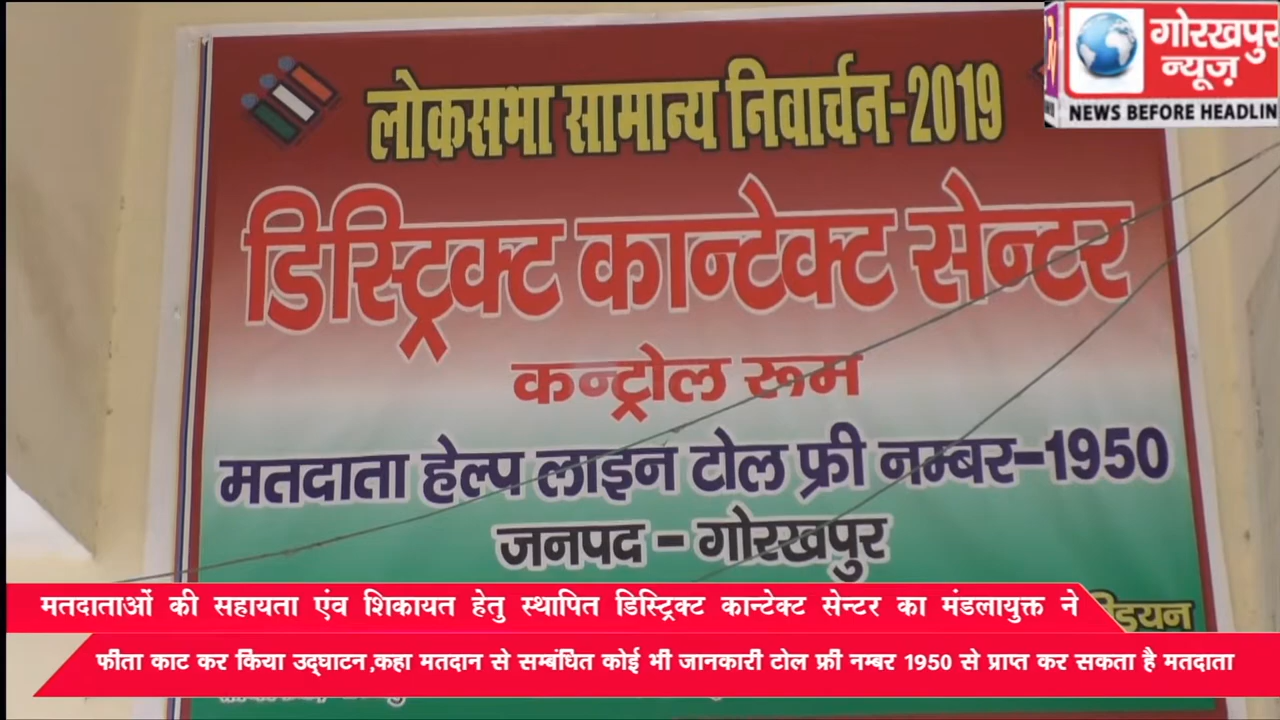 गोरखपुर
न्यूज़
NEWS BEFORE HEADLIN
लोकसभा सामान्य निर्वाचन-2019
डिस्ट्रिक्ट कान्टेक्ट सेन्टर
कन्ट्रोल रूम
मतदाता हेल्प लाइन टोल फ्री नम्बर-1950
जनपद - गोरखपुर
मतदाताओं की सहायता एंव शिकायत हेतु स्थापित डिस्ट्रिक्ट कान्टेक्ट सेन्टर का मंडलायुक्त ने
फीता काट कर किया उद्घाटन,कहा मतदान से सम्बंधित कोई भी जानकारी टोल फ्री नम्बर 1950 से प्राप्त कर सकता है मतदाता